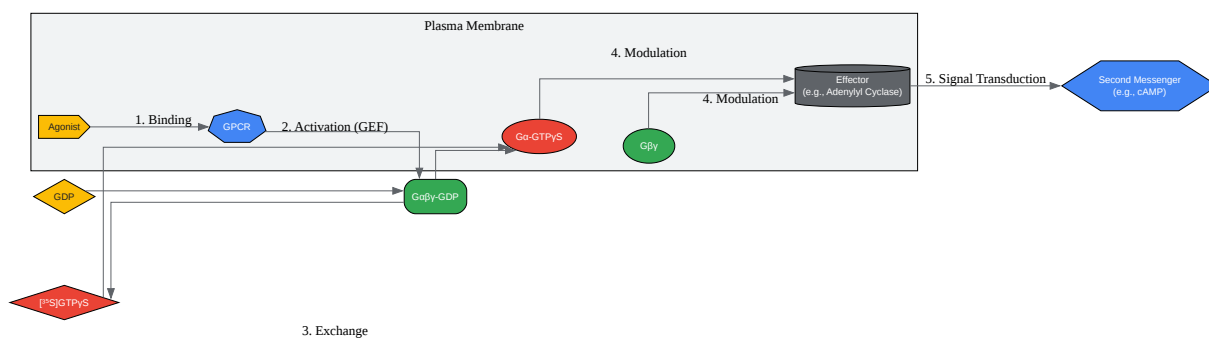 Plasma Membrane
4. Modulation
Effector
(e.g., Adenylyl Cyclase)
5. Signal Transduction
Second Messenger
(e.g., cAMP)
4. Modulation
Agonist
1. Binding
GPCR
2. Activation (GEF)
Gα-GTPγS
Gβγ
GDP
Gαβγ-GDP
[³⁵S]GTPγS
3. Exchange